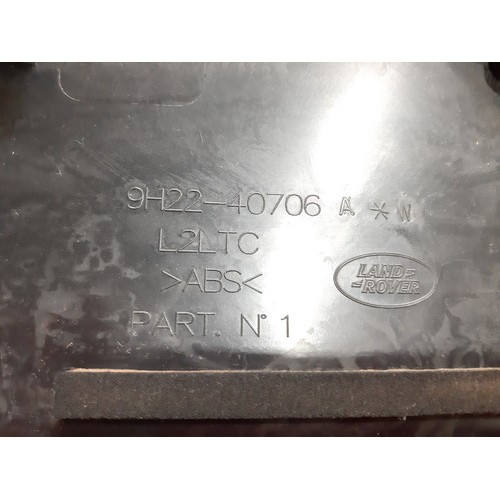 9H22-40706 A * W
L2LTC
>ABS<
LAND-
-ROVER
PART. N° 1